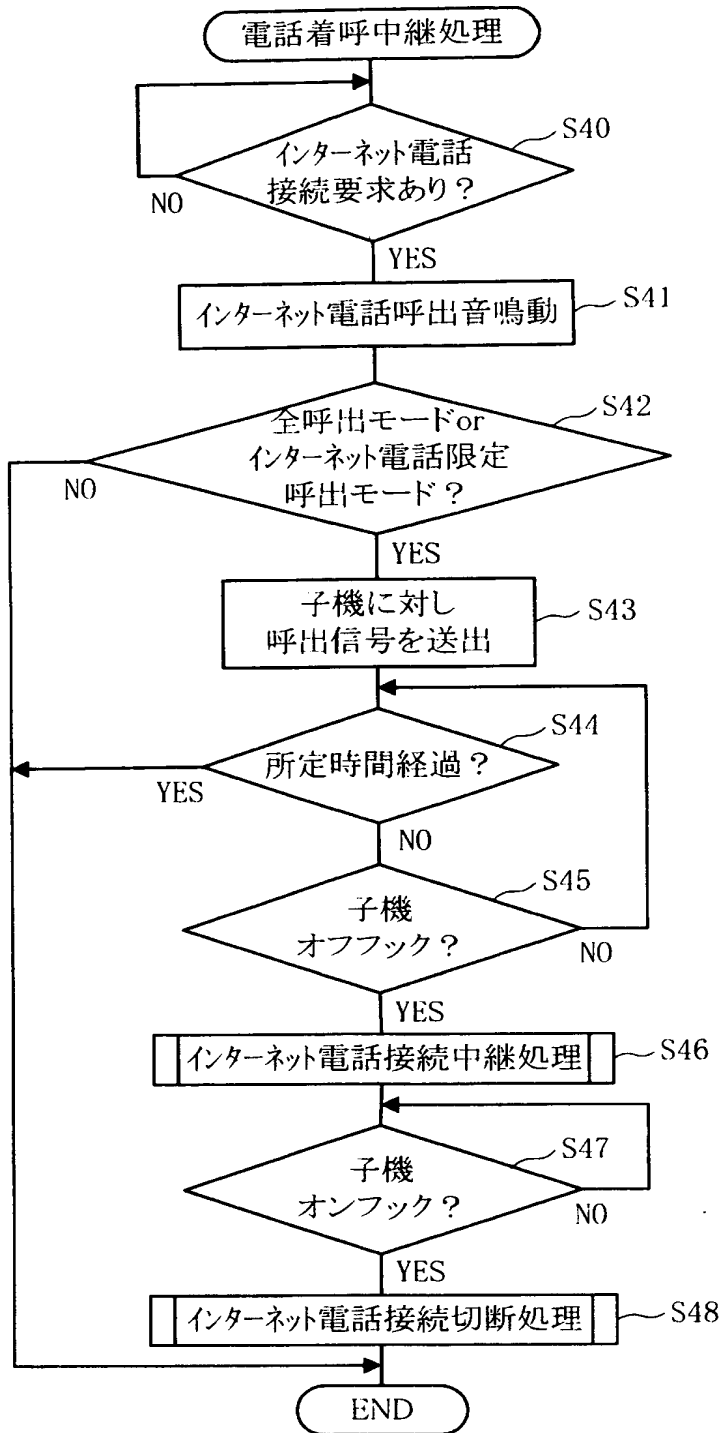 電話着呼中継処理
S40
インターネット電話
接続要求あり？
NO
YES
S41
インターネット電話呼出音鳴動
S42
全呼出モードor
インターネット電話限定
呼出モード？
NO
YES
子機に対し
呼出信号を送出
S43
S44
所定時間経過？
YES
NO
S45
子機
オフフック？
NO
YES
インターネット電話接続中継処理
S46
S47
子機
オンフック？
NO
YES
インターネット電話接続切断処理
S48
END